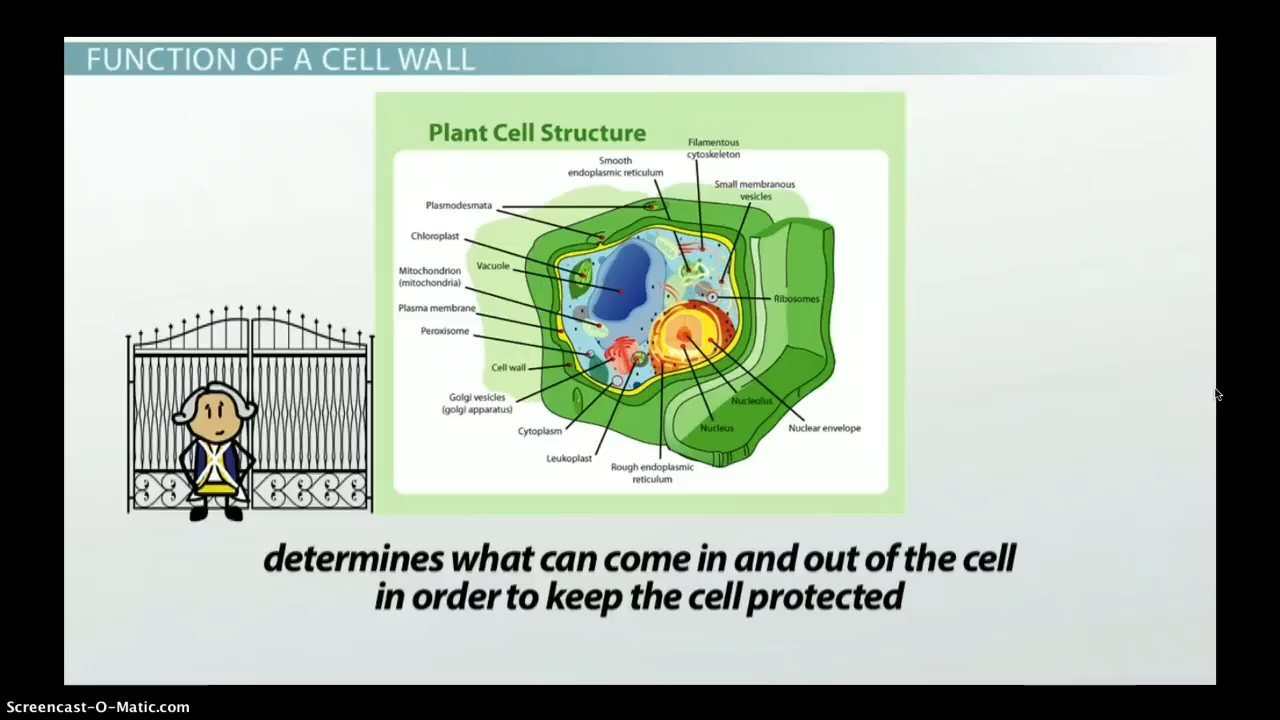 FUNCTION OF A CELL WALL
Plant Cell Structure
Filamentous
cytoskeleton
Smooth
endoplasmic reticulum
Small membranous
vesicles
Plasmodesmata
Chloroplast
Vacuole
Mitochondrion
(mitochondria)
Plasma membrane
Ribosomes
Peroxisome
Cell wall
Golgi vesicles
(golgi apparatus)
Nucleolus
Cytoplasm
Nucleus
Nuclear envelope
Leukoplast
Rough endoplasmic
reticulum
determines what can come in and out of the cell
in order to keep the cell protected
Screencast-O-Matic.com